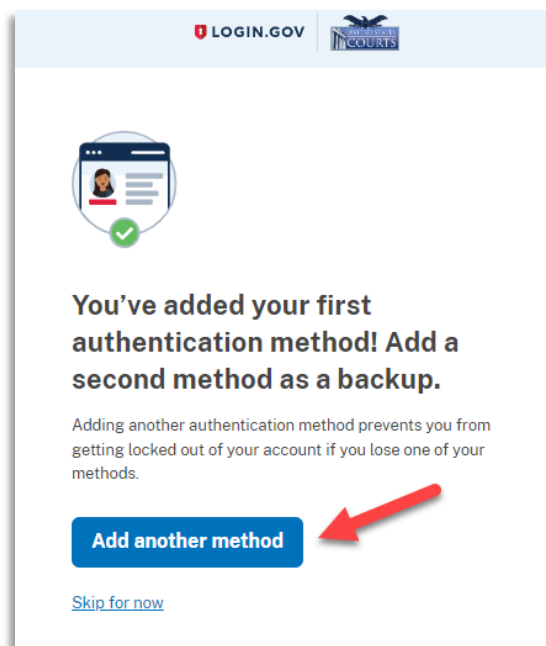 LOGIN.GOV
UNITED STATES
COURTS
You’ve added your first
authentication method! Add a
second method as a backup.
Adding another authentication method prevents you from
getting locked out of your account if you lose one of your
methods.
Add another method
Skip for now